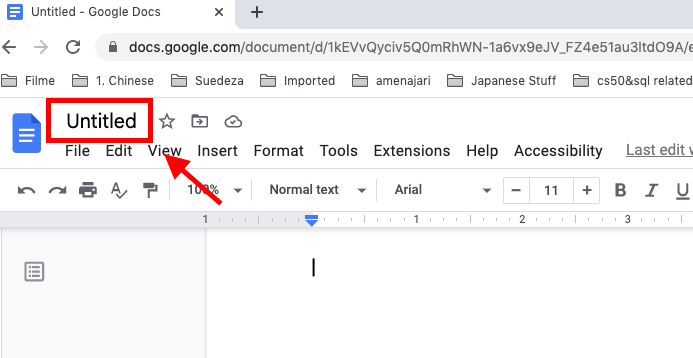 Untitled - Google Docs
docs.google.com/document/d/1kEVvQyciv5Q0mRhWN-1a6vx9eJV_FZ4e51au3ltdO9A/e
Filme 1. Chinese Suedeza Imported amenajari Japanese Stuff cs50&sql related
Untitled
File Edit View Insert Format Tools Extensions Help Accessibility Last edit w
100% Normal text Arial - 11 + B I U
1 1 2 3